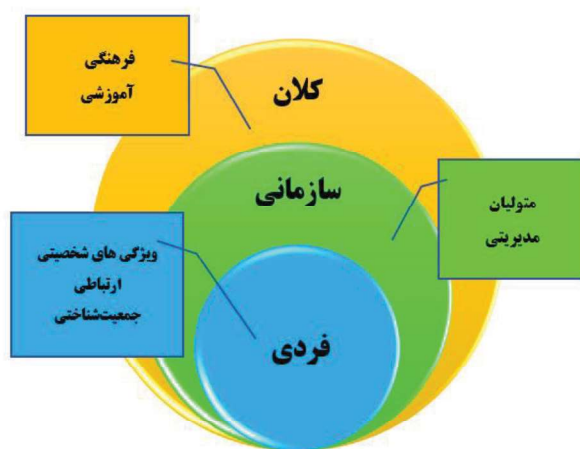 فرهنگی
آموزشی
کلان
سازمانی
متولیان
مدیریتی
ویژگی های شخصیتی
ارتباطی
جمعیت‌شناختی
فردی